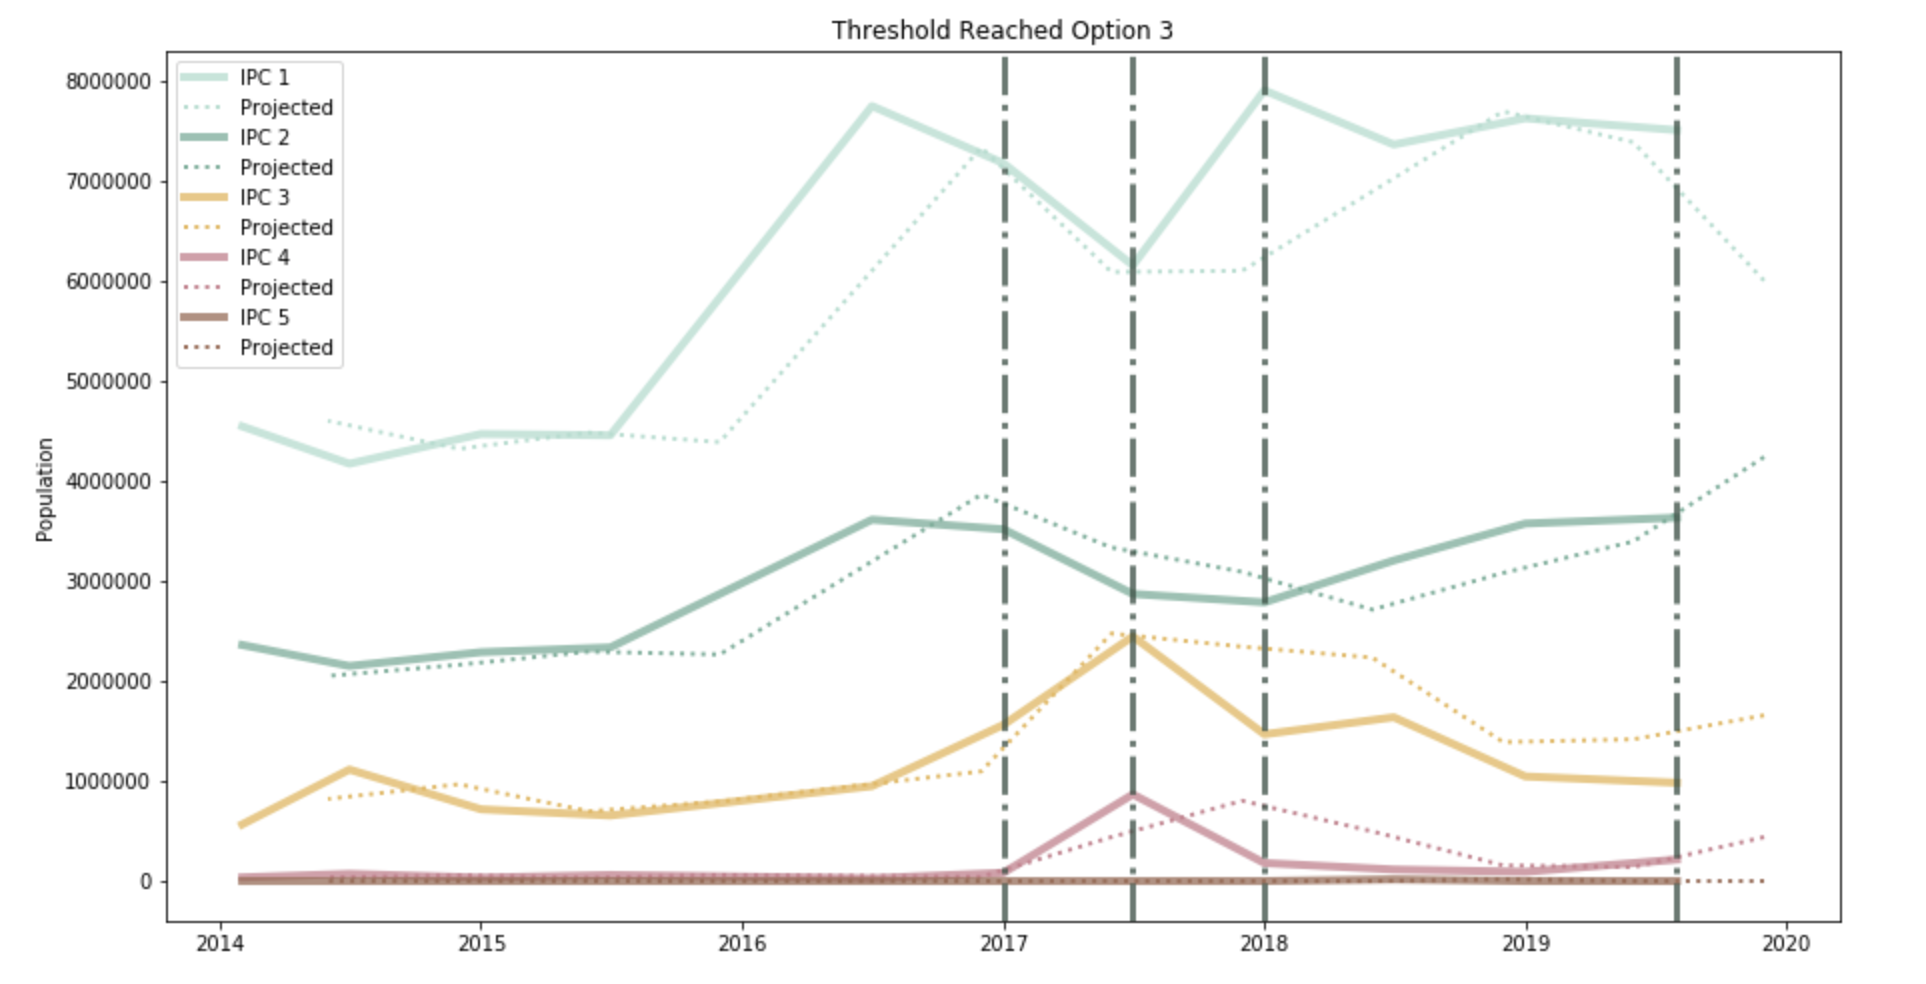 Threshold Reached Option 3
IPC 1
Projected
IPC 2
Projected
IPC 3
Projected
IPC 4
Projected
IPC 5
Projected
8000000
7000000
6000000
5000000
4000000
3000000
2000000
1000000
0
Population
2014 2015 2016 2017 2018 2019 2020